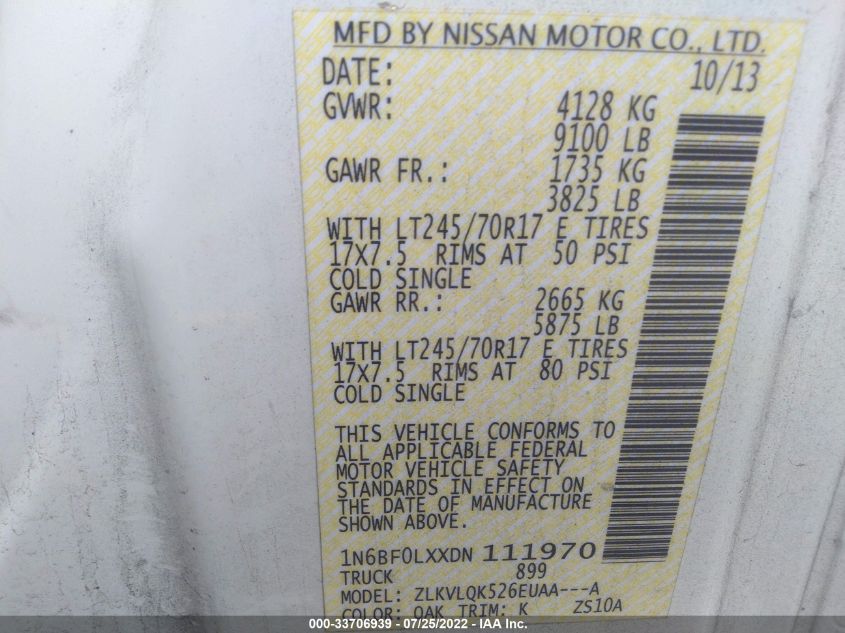 MFD BY NISSAN MOTOR CO., LTD.
DATE: 10/13
GVWR: 4128 KG
9100 LB
GAWR FR.: 1735 KG
3825 LB
WITH LT245/70R17 E TIRES
17X7.5 RIMS AT 50 PSI
COLD SINGLE
GAWR RR.: 2665 KG
5875 LB
WITH LT245/70R17 E TIRES
17X7.5 RIMS AT 80 PSI
COLD SINGLE
THIS VEHICLE CONFORMS TO
ALL APPLICABLE FEDERAL
MOTOR VEHICLE SAFETY
STANDARDS IN EFFECT ON
THE DATE OF MANUFACTURE
SHOWN ABOVE.
1N6BF0LXXDN 111970
TRUCK 899
MODEL: ZLKVLQK526EUAA---A
COLOR: QAK TRIM: K ZS10A
000-33706939 - 07/25/2022 - IAA Inc.